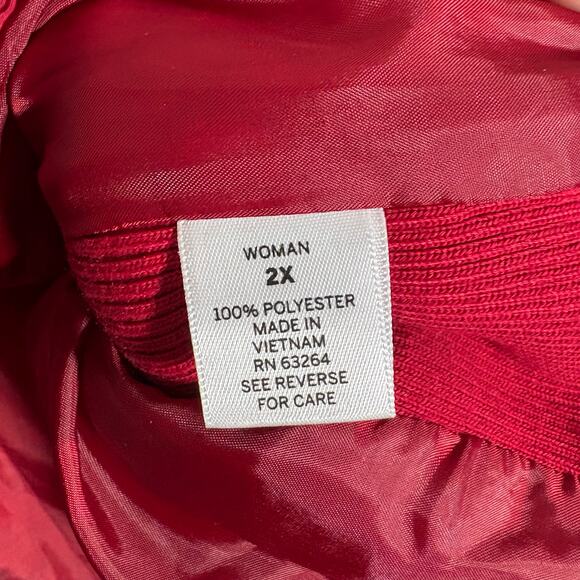 WOMAN
2X
100% POLYESTER
MADE IN
VIETNAM
RN 63264
SEE REVERSE
FOR CARE